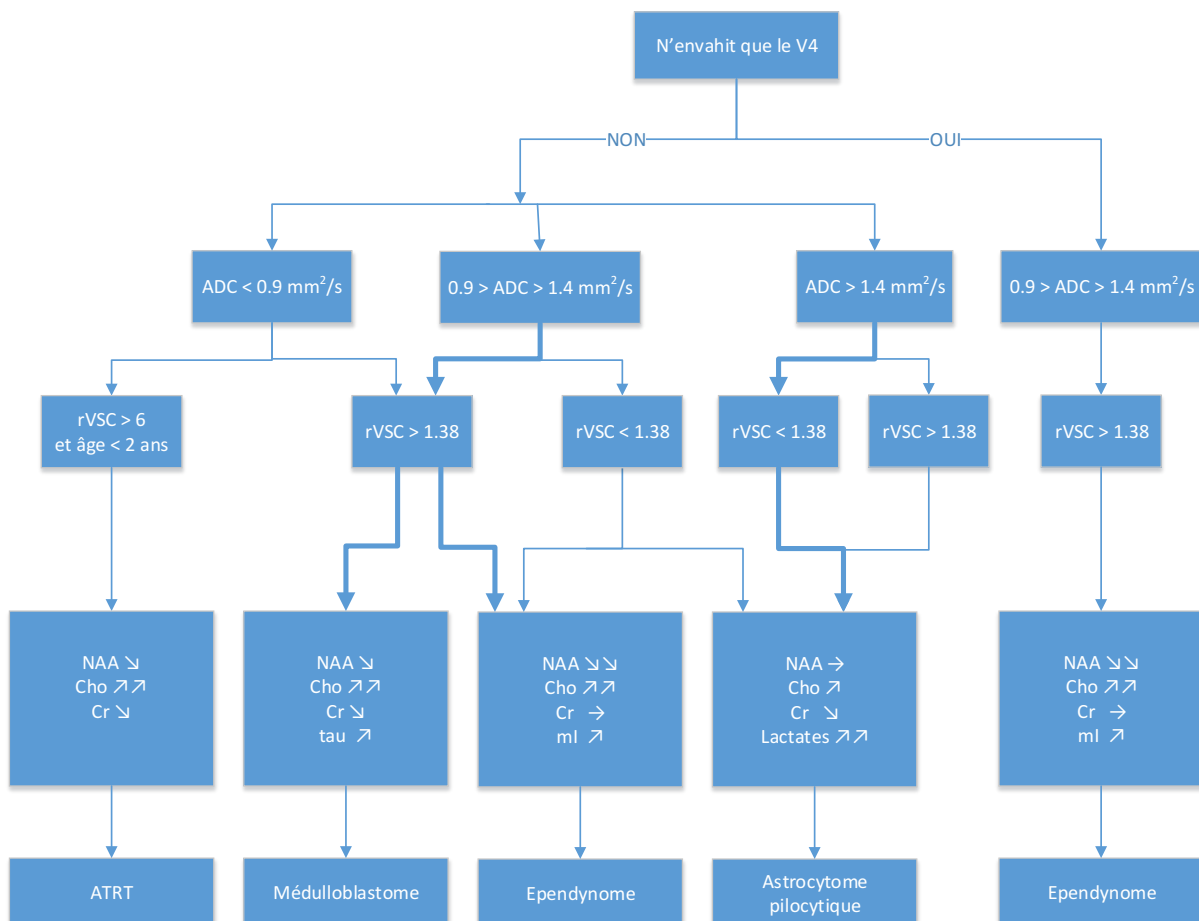 N'envahit que le V4
NON
OUI
ADC < 0.9 mm²/s
0.9 > ADC > 1.4 mm²/s
ADC > 1.4 mm²/s
0.9 > ADC > 1.4 mm²/s
rVSC > 6
et âge < 2 ans
rVSC > 1.38
rVSC < 1.38
rVSC < 1.38
rVSC > 1.38
rVSC > 1.38
NAA ↘
Cho ↗↗
Cr ↘
NAA ↘
Cho ↗↗
Cr ↘
tau ↗
NAA ↘↘
Cho ↗↗
Cr →
mI ↗
NAA →
Cho ↗
Cr ↘
Lactates ↗↗
NAA ↘↘
Cho ↗↗
Cr →
mI ↗
ATRT
Médulloblastome
Ependynome
Astrocytome
pilocytique
Ependynome